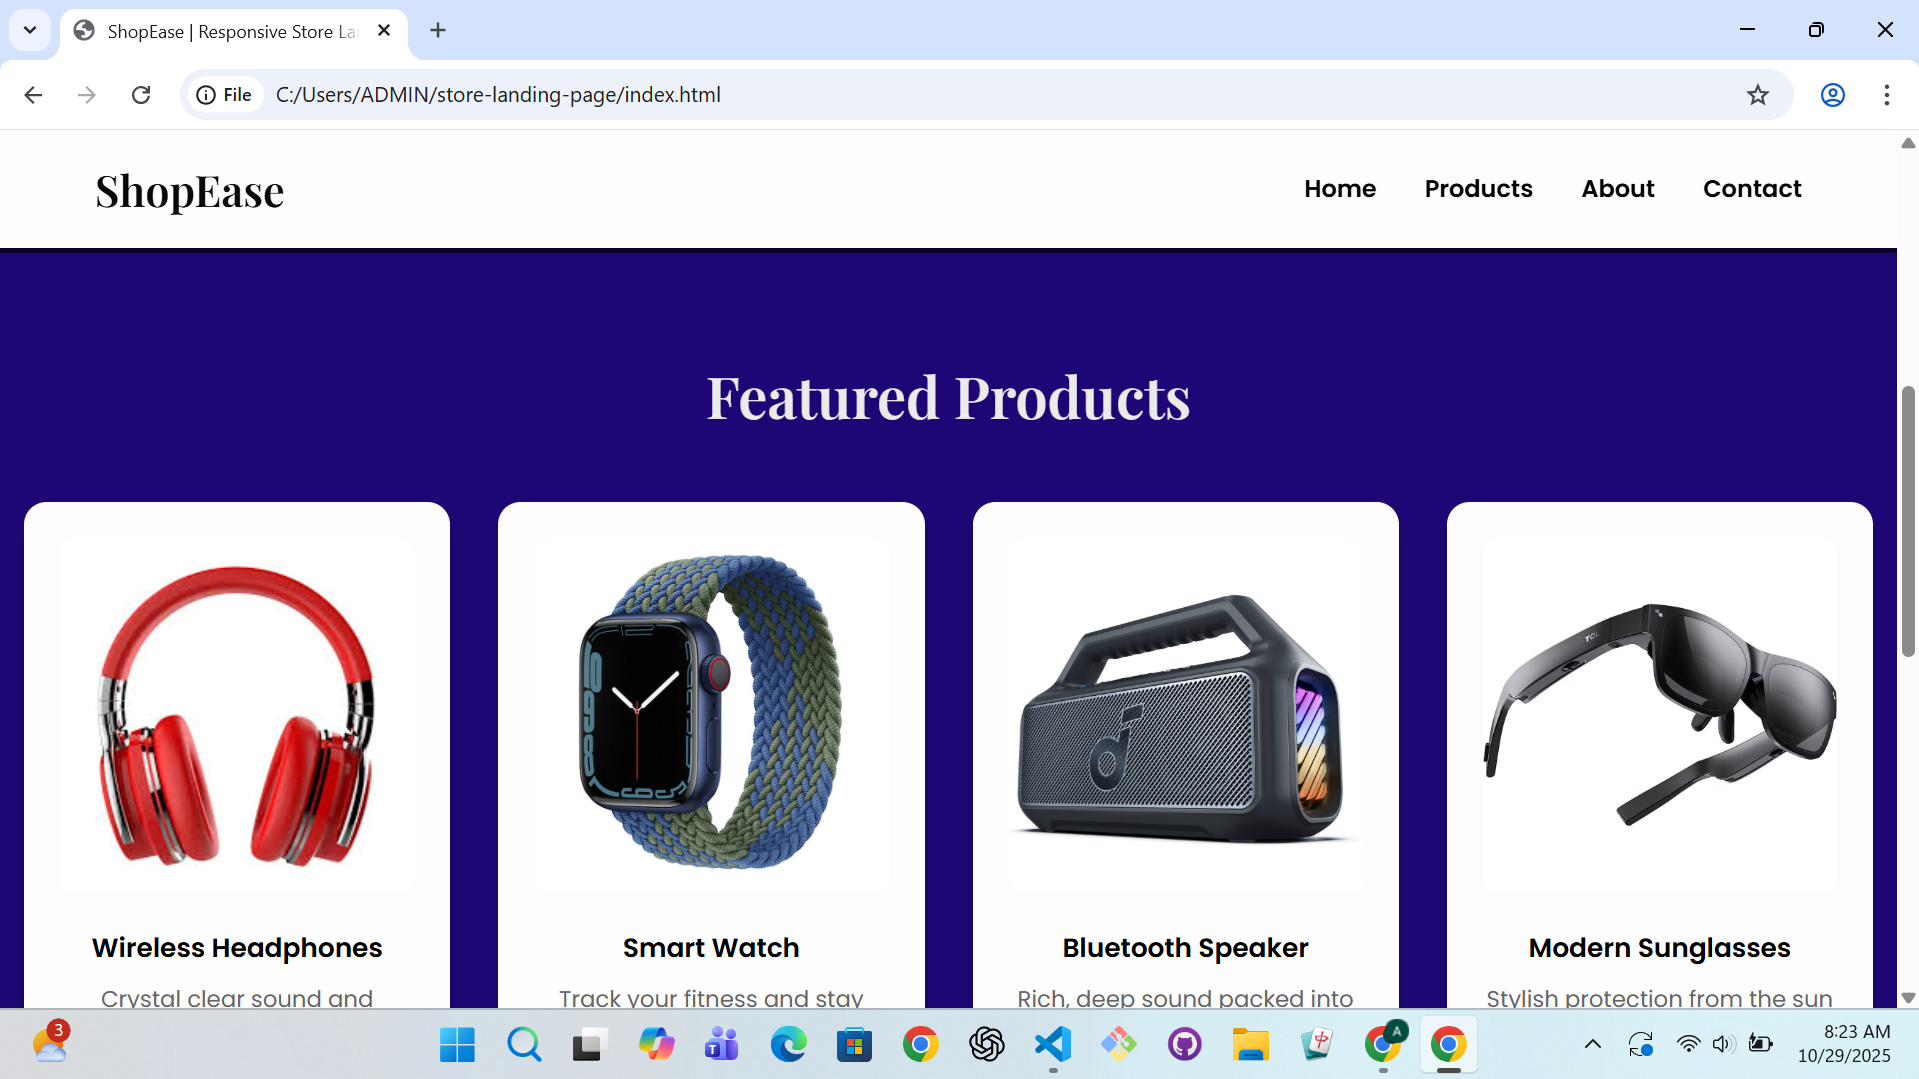 ShopEase | Responsive Store La
File
C:/Users/ADMIN/store-landing-page/index.html
ShopEase
Home
Products
About
Contact
Featured Products
TCL
Wireless Headphones
Smart Watch
Bluetooth Speaker
Modern Sunglasses
Crystal clear sound and
Track your fitness and stay
Rich, deep sound packed into
Stylish protection from the sun
3
A
8:23 AM
10/29/2025